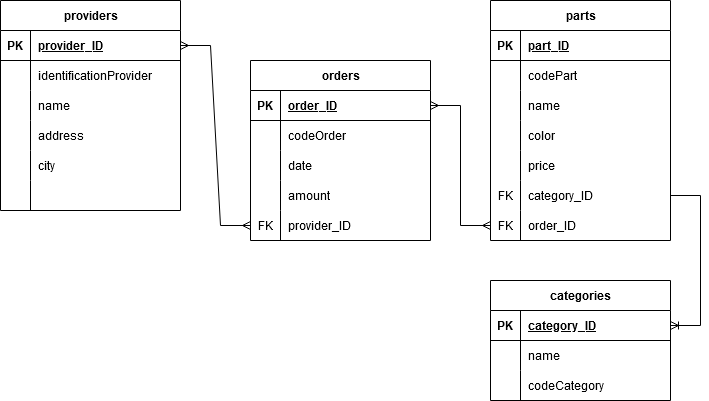 providers
PK provider_ID
identificationProvider
name
address
city
orders
PK order_ID
codeOrder
date
amount
FK provider_ID
parts
PK part_ID
codePart
name
color
price
FK category_ID
FK order_ID
categories
PK category_ID
name
codeCategory